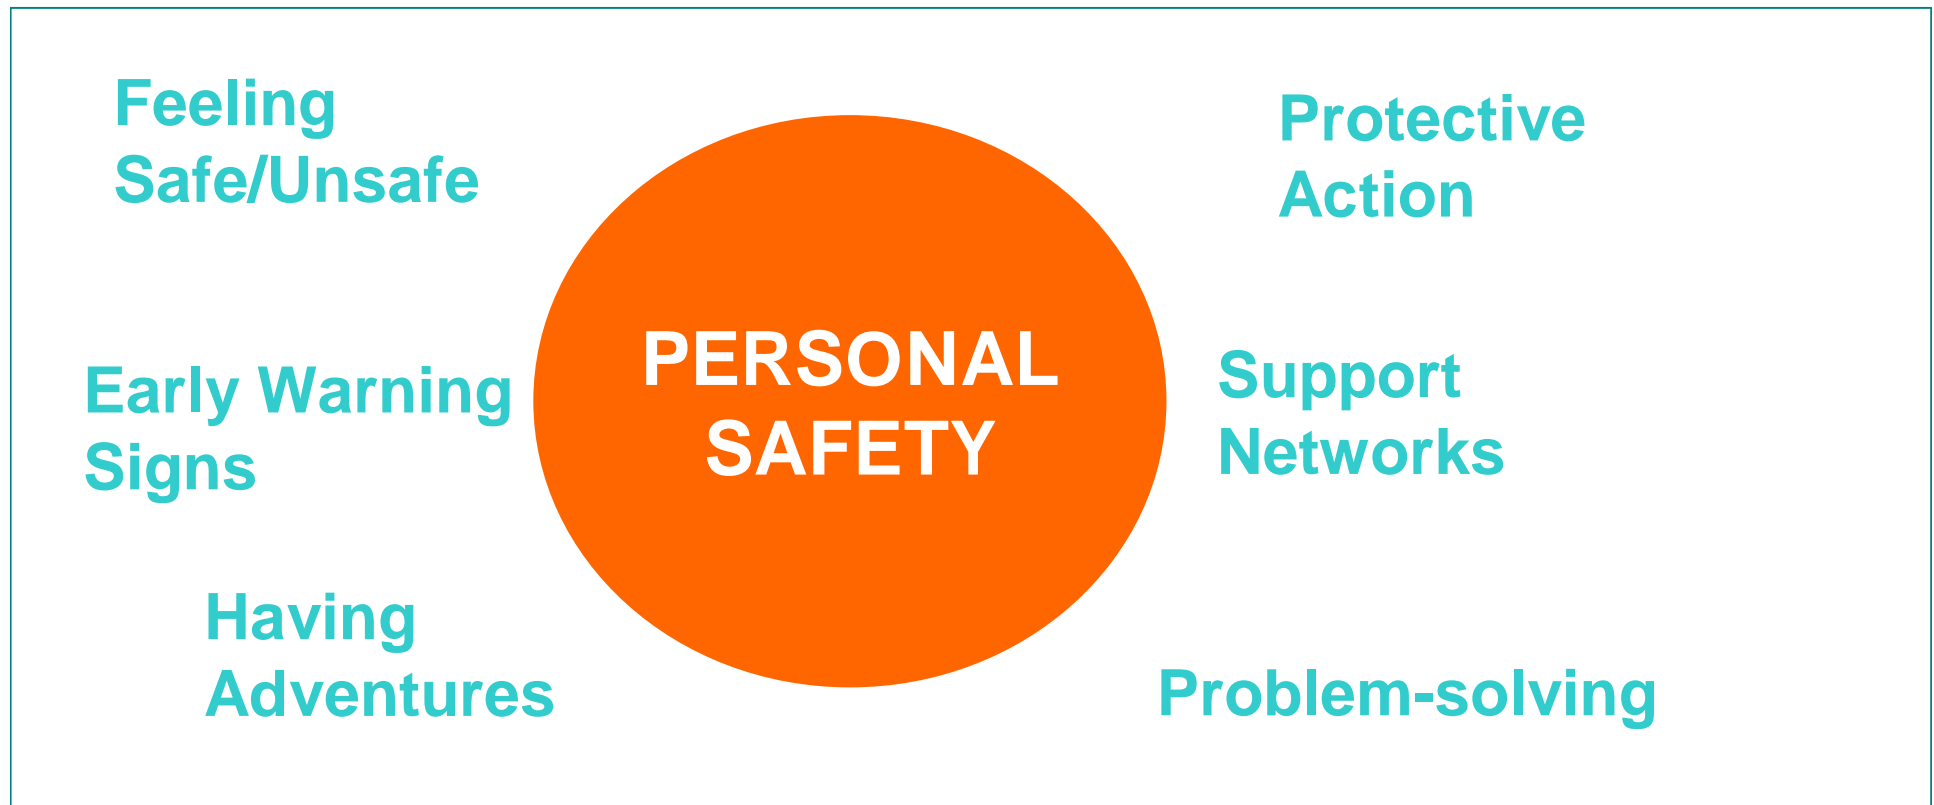 Feeling
Safe/Unsafe
Early Warning
Signs
Having
Adventures
PERSONAL
SAFETY
Protective
Action
Support
Networks
Problem-solving